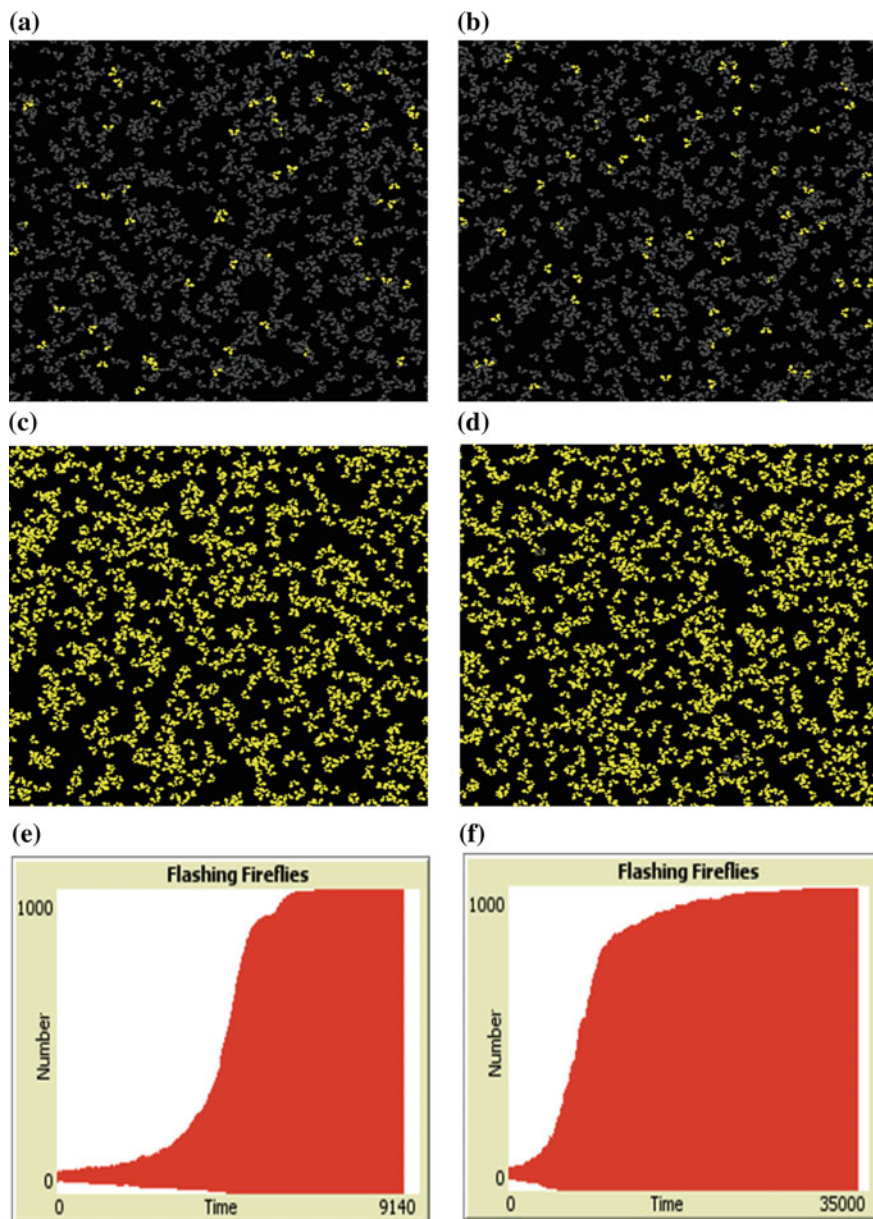 (a)
(b)
(c)
(d)
(e)
(f)
Flashing Fireflies
1000
Number
0
0
Time
9140
Flashing Fireflies
1000
Number
0
0
Time
35000